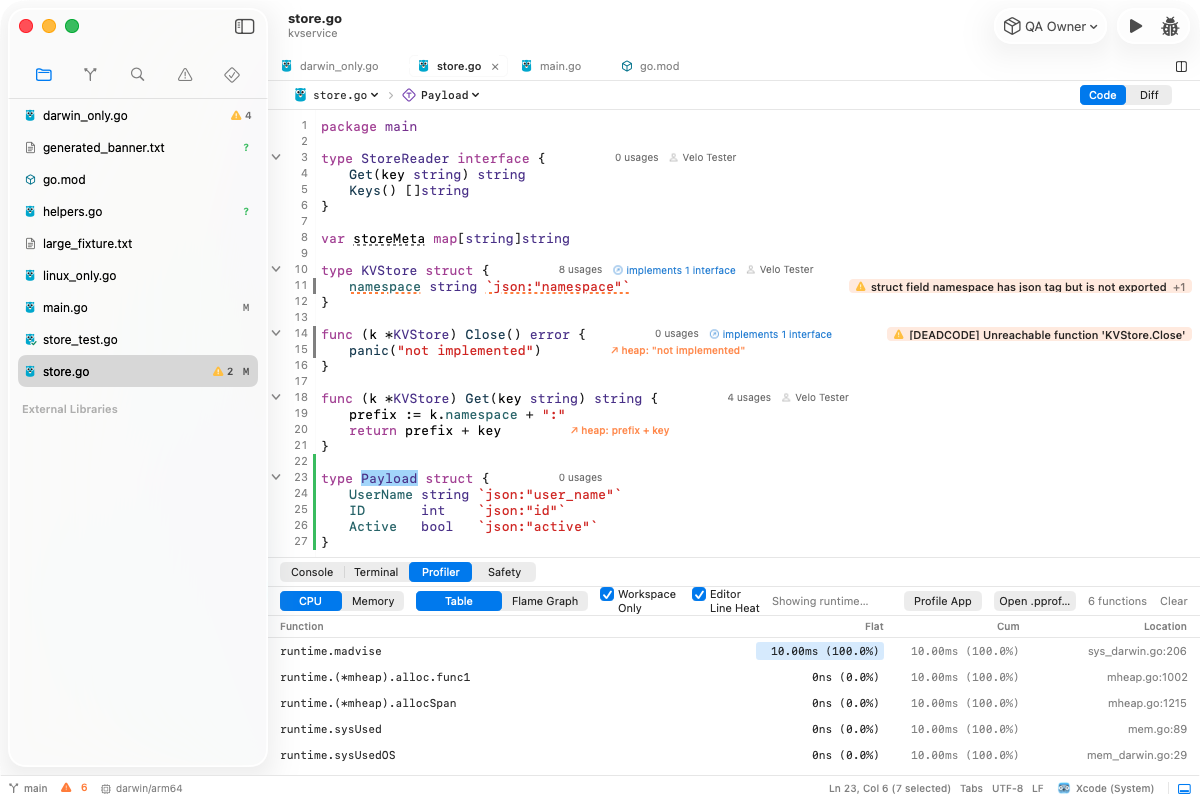 store.go
kvservice
QA Owner
darwin_only.go
store.go
main.go
go.mod
store.go
Payload
Code
Diff
darwin_only.go 4
generated_banner.txt ?
go.mod
helpers.go ?
large_fixture.txt
linux_only.go
main.go M
store_test.go
store.go 2 M
External Libraries
1 package main
2
3 type StoreReader interface { 0 usages Velo Tester
4 Get(key string) string
5 Keys() []string
6 }
7
8 var storeMeta map[string]string
9
10 type KVStore struct { 8 usages implements 1 interface Velo Tester
11 namespace string `json:"namespace"` struct field namespace has json tag but is not exported +1
12 }
13
14 func (k *KVStore) Close() error { 0 usages implements 1 interface [DEADCODE] Unreachable function 'KVStore.Close'
15 panic("not implemented") heap: "not implemented"
16 }
17
18 func (k *KVStore) Get(key string) string { 4 usages Velo Tester
19 prefix := k.namespace + ":"
20 return prefix + key heap: prefix + key
21 }
22
23 type Payload struct { 0 usages
24 UserName string `json:"user_name"`
25 ID int `json:"id"`
26 Active bool `json:"active"`
27 }
Console Terminal Profiler Safety
CPU Memory Table Flame Graph Workspace Only Editor Line Heat Showing runtime... Profile App Open .pprof... 6 functions Clear
Function Flat Cum Location
runtime.madvise 10.00ms (100.0%) 10.00ms (100.0%) sys_darwin.go:206
runtime.(*mheap).alloc.func1 0ns (0.0%) 10.00ms (100.0%) mheap.go:1002
runtime.(*mheap).allocSpan 0ns (0.0%) 10.00ms (100.0%) mheap.go:1215
runtime.sysUsed 0ns (0.0%) 10.00ms (100.0%) mem.go:89
runtime.sysUsedOS 0ns (0.0%) 10.00ms (100.0%) mem_darwin.go:29
main 6 darwin/arm64 Ln 23, Col 6 (7 selected) Tabs UTF-8 LF Xcode (System)